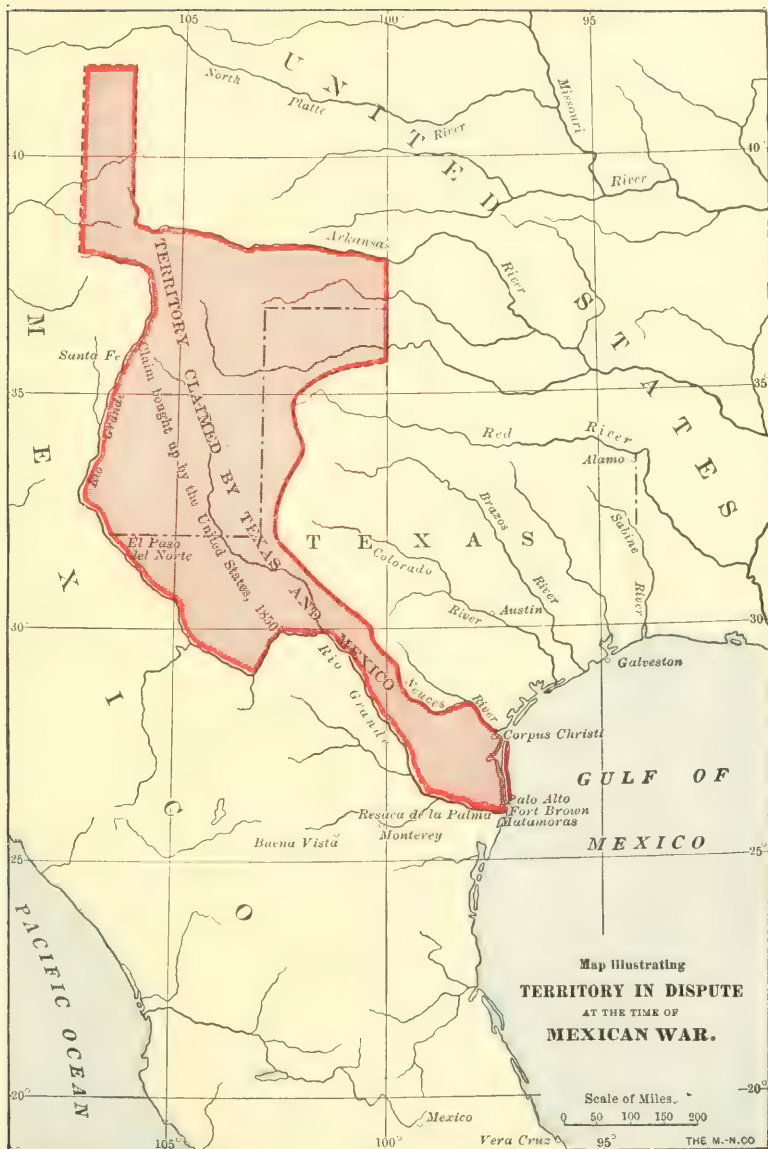 105°
100°
95
UNITED STATES
North Platte River
Missouri
River
40
40°
Arkansas River
TERRITORY CLAIMED BY TEXAS AND MEXICO
Claim bought up by the United States, 1850
MEXICO
Santa Fe
Rio Grande
35
35°
Red River
Alamo
Brazos River
Sabine River
TEXAS
El Paso
del Norte
Colorado River
Austin
30
30°
Galveston
Rio Grande
Neuces River
Corpus Christi
GULF OF
MEXICO
Palo Alto
Resaca de la Palma
Fort Brown
Matamoras
Monterey
Buena Vista
25
25°
PACIFIC OCEAN
Map illustrating
TERRITORY IN DISPUTE
AT THE TIME OF
MEXICAN WAR.
20°
20°
Scale of Miles.
0 50 100 150 200
Mexico
Vera Cruz
105°
100°
95°
THE M.-N.CO